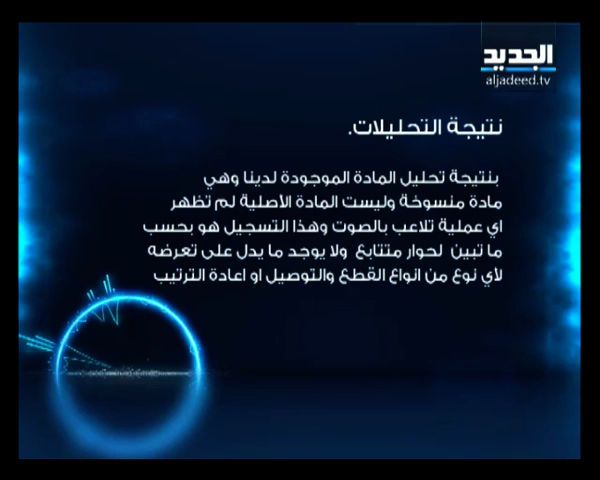 الجديد
aljadeed.tv
نتيجة التحليلات.
بنتيجة تحليل المادة الموجودة لدينا وهي
مادة منسوخة وليست المادة الأصلية لم تظهر
اي عملية تلاعب بالصوت وهذا التسجيل هو بحسب
ما تبين لحوار متتابع ولا يوجد ما يدل على تعرضه
لأي نوع من انواع القطع والتوصيل او اعادة الترتيب